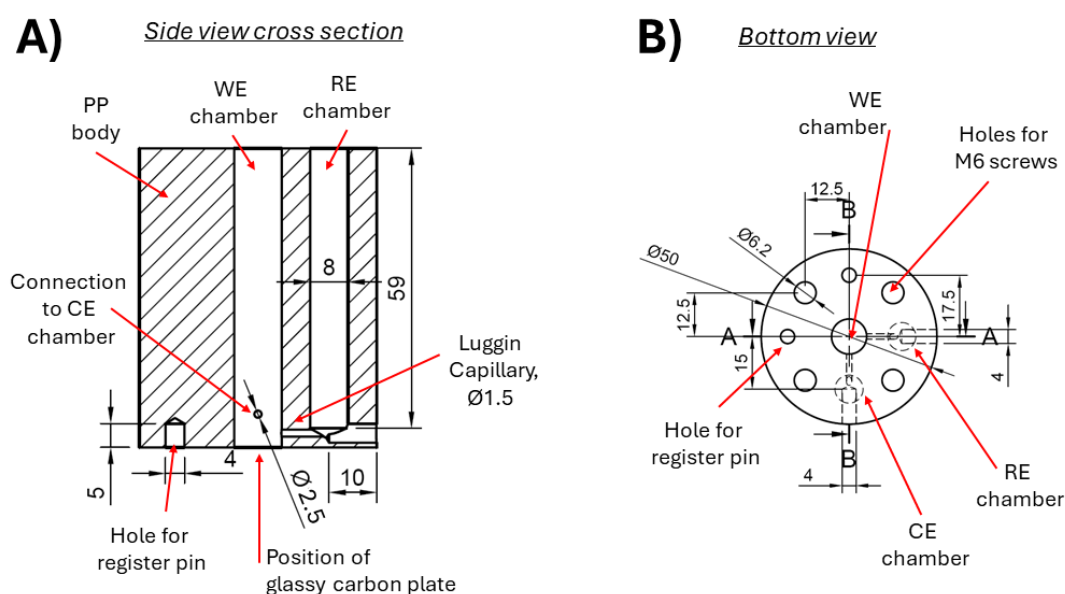 A)
Side view cross section
PP
body
WE
chamber
RE
chamber
Connection
to CE
chamber
8
59
Luggin
Capillary,
Ø1.5
5
4
Ø2.5
10
Hole for
register pin
Position of
glassy carbon plate
B)
Bottom view
WE
chamber
Holes for
M6 screws
12.5
B
Ø6.2
Ø50
12.5
17.5
A
A
15
4
Hole for
register pin
B
4
RE
chamber
CE
chamber